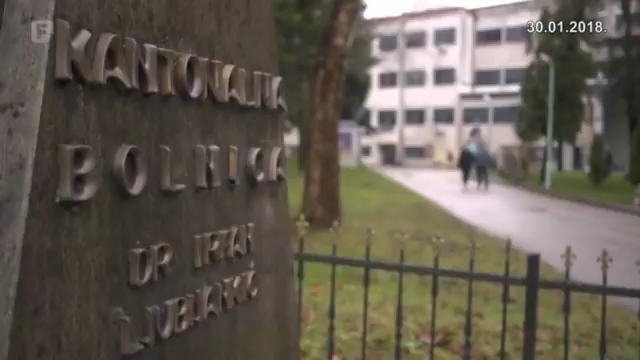 30.01.2018.
KANTONALNA
BOLNICA
DR IRFAN
LJUBIJANKIĆ